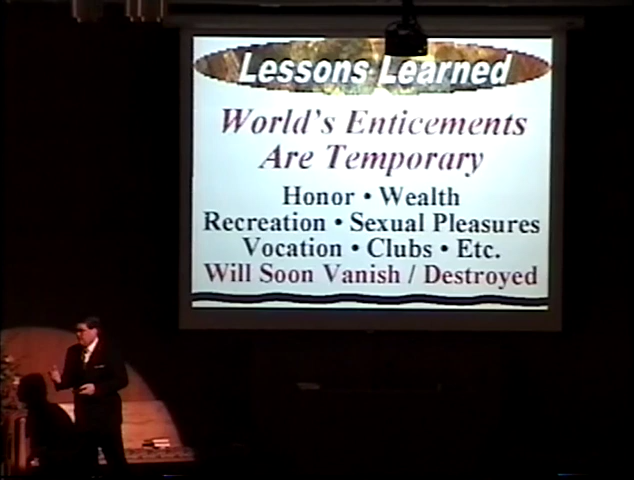 Lessons Learned
World's Enticements
Are Temporary
Honor • Wealth
Recreation • Sexual Pleasures
Vocation • Clubs • Etc.
Will Soon Vanish / Destroyed